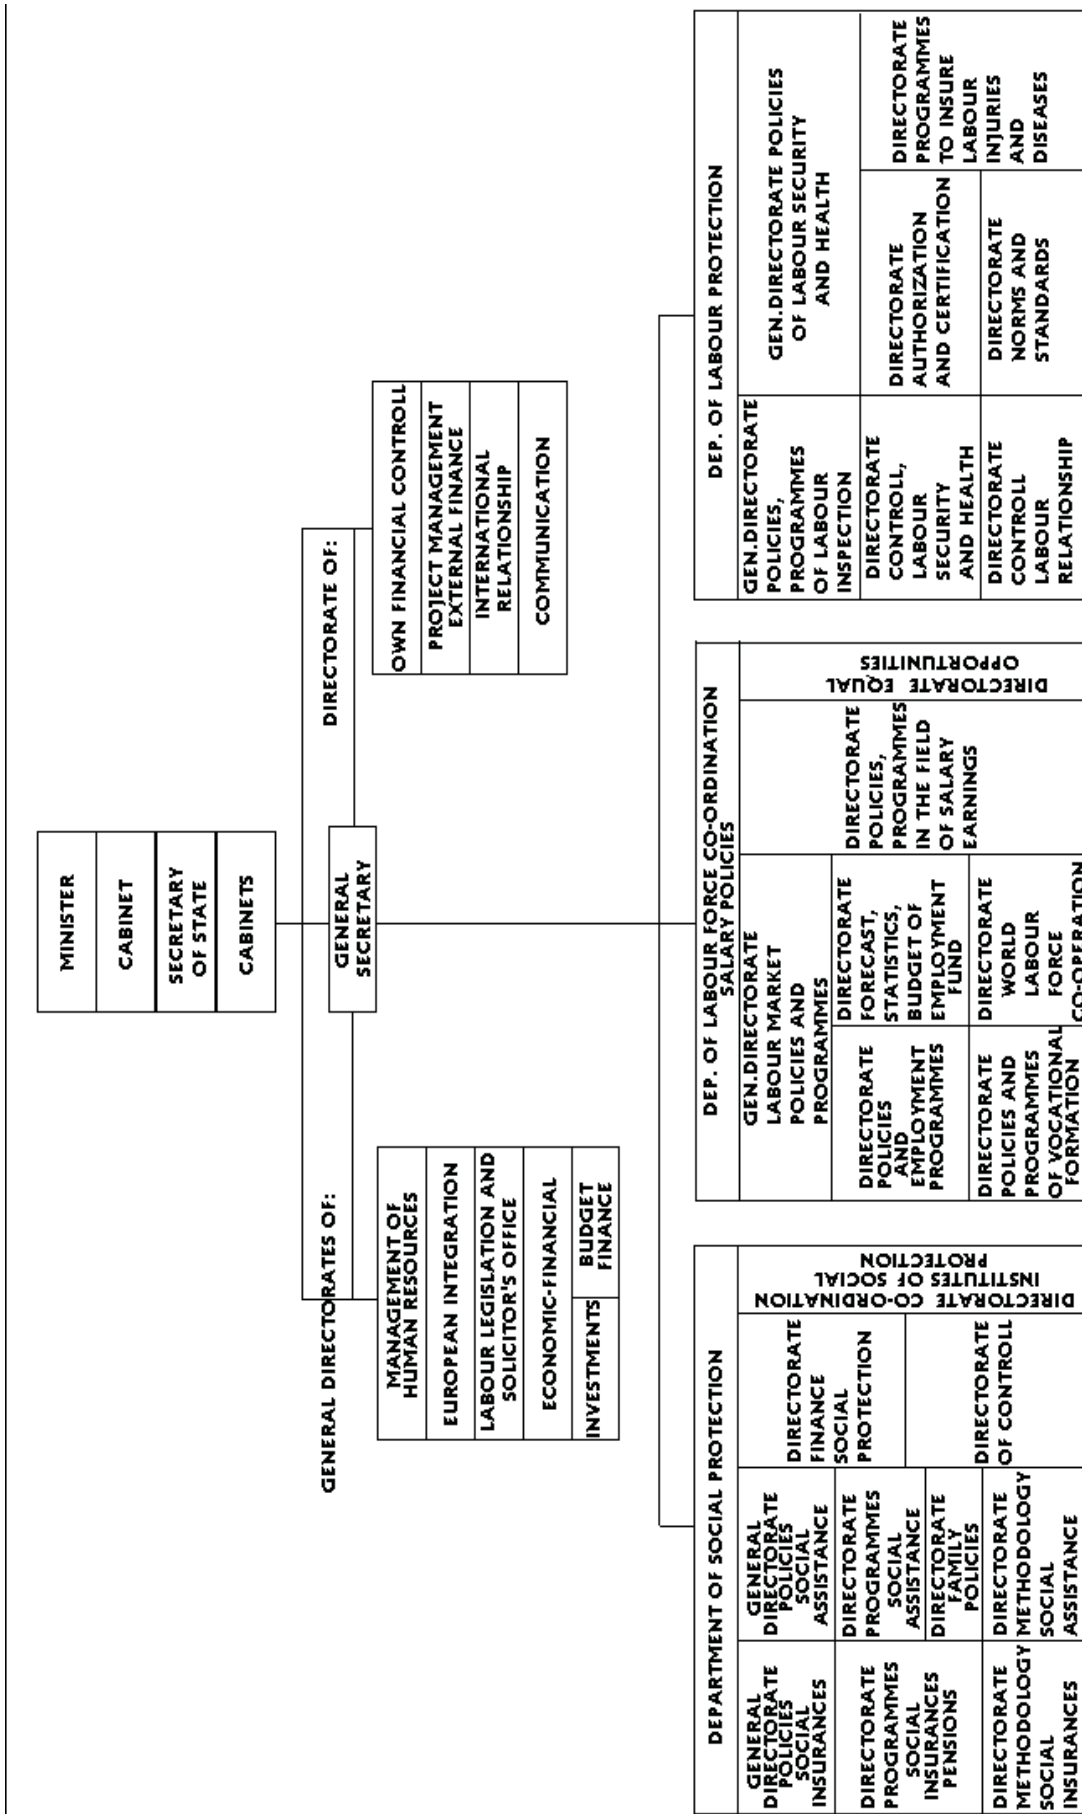 MINISTER
CABINET
SECRETARY
OF STATE
CABINETS
GENERAL
SECRETARY
GENERAL DIRECTORATES OF:
MANAGEMENT OF
HUMAN RESOURCES
EUROPEAN INTEGRATION
LABOUR LEGISLATION AND
SOLICITOR'S OFFICE
ECONOMIC-FINANCIAL
INVESTMENTS
BUDGET
FINANCE
DIRECTORATE OF:
OWN FINANCIAL CONTROLL
PROJECT MANAGEMENT
EXTERNAL FINANCE
INTERNATIONAL
RELATIONSHIP
COMMUNICATION
DEPARTMENT OF SOCIAL PROTECTION
GENERAL
DIRECTORATE
POLICIES
SOCIAL
INSURANCES
DIRECTORATE
PROGRAMMES
SOCIAL
INSURANCES
PENSIONS
DIRECTORATE
METHODOLOGY
SOCIAL
INSURANCES
GENERAL
DIRECTORATE
POLICIES
SOCIAL
ASSISTANCE
DIRECTORATE
PROGRAMMES
SOCIAL
ASSISTANCE
DIRECTORATE
FAMILY
POLICIES
DIRECTORATE
METHODOLOGY
SOCIAL
ASSISTANCE
DIRECTORATE
FINANCE
SOCIAL
PROTECTION
DIRECTORATE
OF CONTROLL
DIRECTORATE CO-ORDINATION
INSTITUTES OF SOCIAL
PROTECTION
DEP. OF LABOUR FORCE CO-ORDINATION
SALARY POLICIES
GEN.DIRECTORATE
LABOUR MARKET
POLICIES AND
PROGRAMMES
DIRECTORATE
POLICIES
AND
EMPLOYMENT
PROGRAMMES
DIRECTORATE
POLICIES AND
PROGRAMMES
OF VOCATIONAL
FORMATION
DIRECTORATE
FORECAST,
STATISTICS,
BUDGET OF
EMPLOYMENT
FUND
DIRECTORATE
WORLD
LABOUR
FORCE
CO-OPERATION
DIRECTORATE
POLICIES,
PROGRAMMES
IN THE FIELD
OF SALARY
EARNINGS
DIRECTORATE EQUAL
OPPORTUNITIES
DEP. OF LABOUR PROTECTION
GEN.DIRECTORATE
POLICIES,
PROGRAMMES
OF LABOUR
INSPECTION
DIRECTORATE
CONTROLL,
LABOUR
SECURITY
AND HEALTH
DIRECTORATE
CONTROLL
LABOUR
RELATIONSHIP
GEN.DIRECTORATE POLICIES
OF LABOUR SECURITY
AND HEALTH
DIRECTORATE
AUTHORIZATION
AND CERTIFICATION
DIRECTORATE
NORMS AND
STANDARDS
DIRECTORATE
PROGRAMMES
TO INSURE
LABOUR
INJURIES
AND
DISEASES